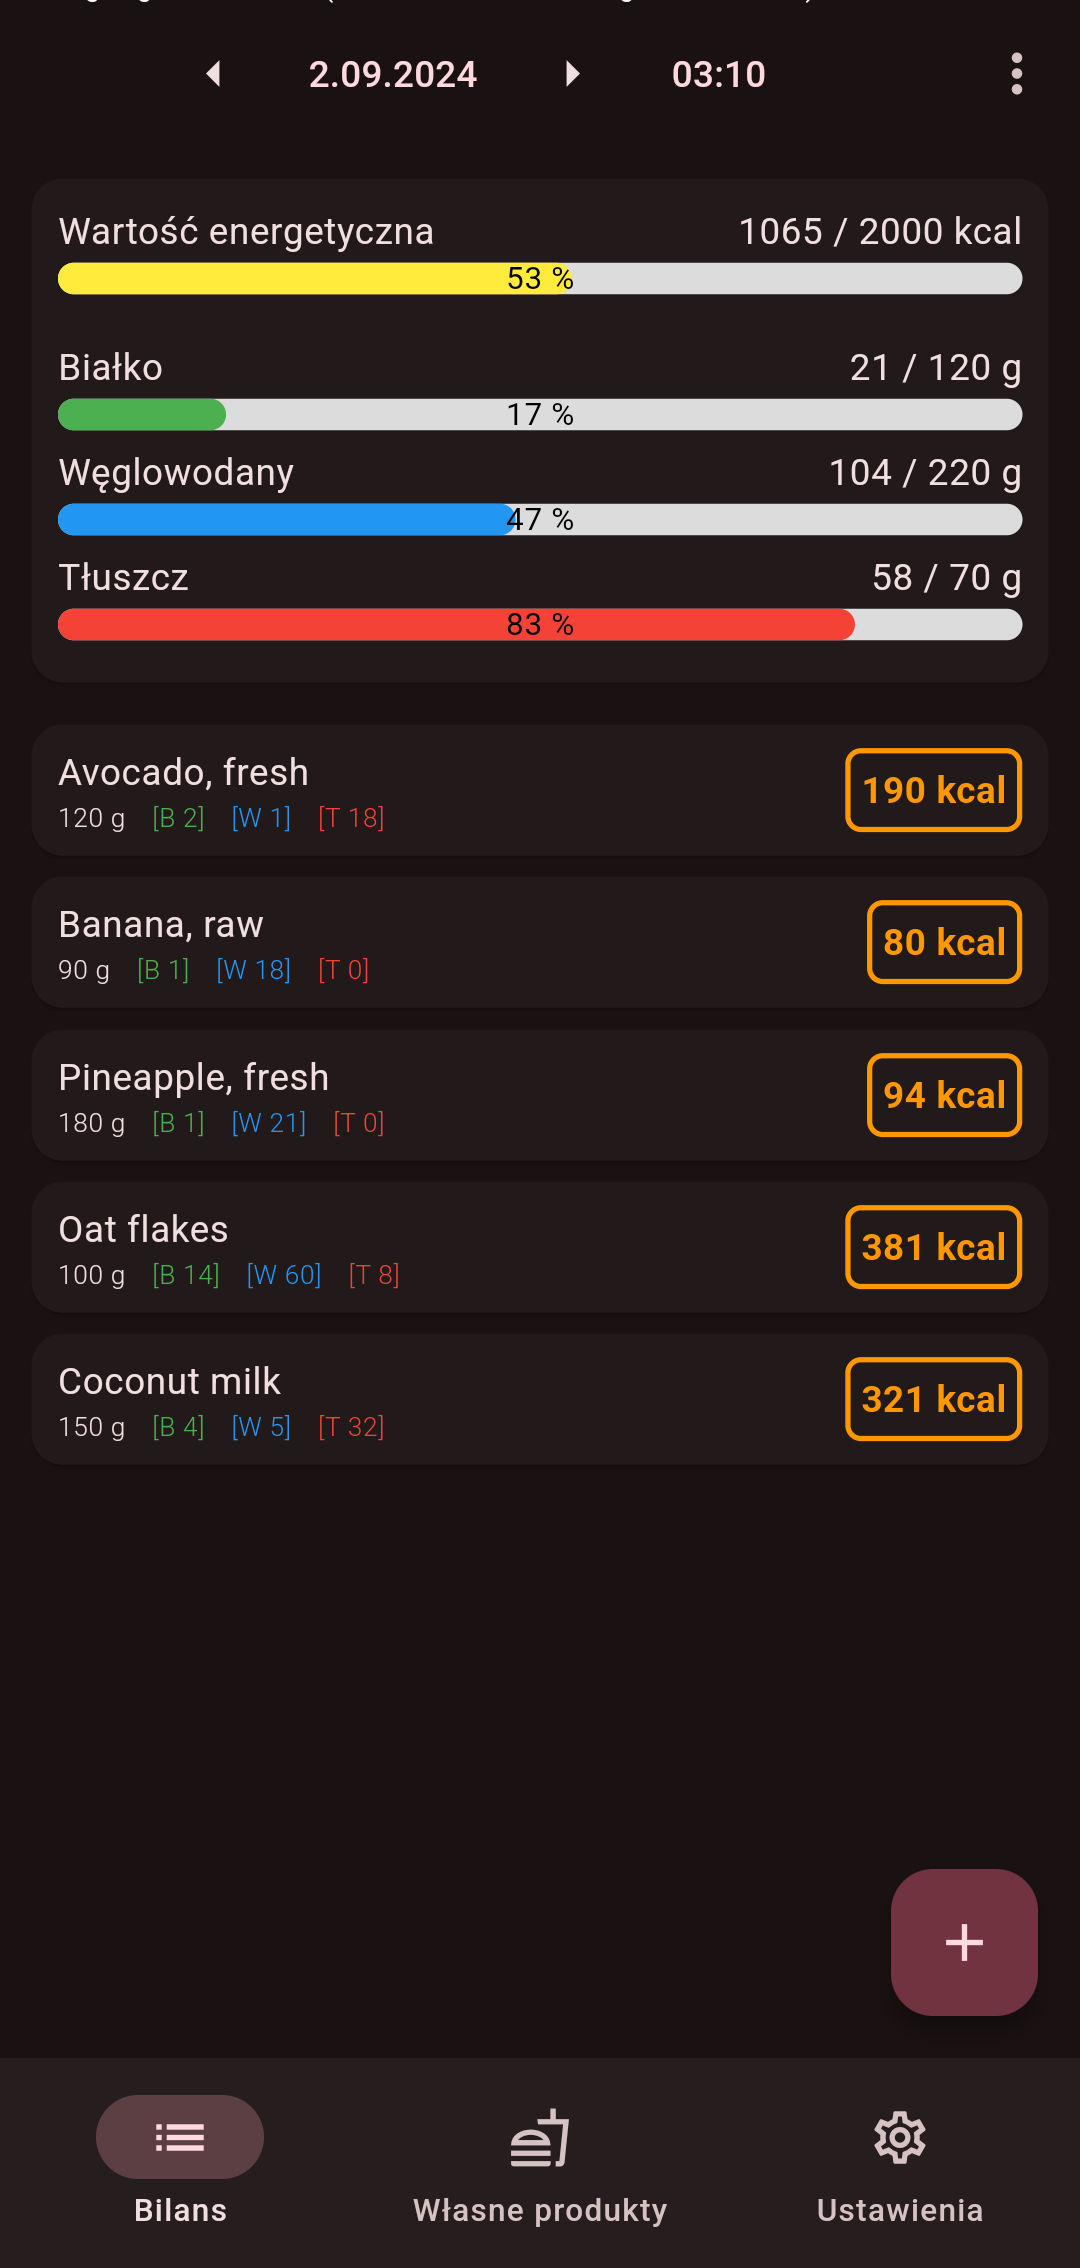 2.09.2024 03:10
Wartość energetyczna 1065 / 2000 kcal
53 %
Białko 21 / 120 g
17 %
Węglowodany 104 / 220 g
47 %
Tłuszcz 58 / 70 g
83 %
Avocado, fresh
120 g [B 2] [W 1] [T 18]
190 kcal
Banana, raw
90 g [B 1] [W 18] [T 0]
80 kcal
Pineapple, fresh
180 g [B 1] [W 21] [T 0]
94 kcal
Oat flakes
100 g [B 14] [W 60] [T 8]
381 kcal
Coconut milk
150 g [B 4] [W 5] [T 32]
321 kcal
Bilans Własne produkty Ustawienia